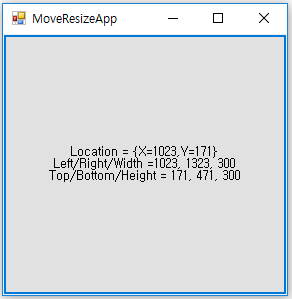 MoveResizeApp
Location = {X=1023,Y=171}
Left/Right/Width =1023, 1323, 300
Top/Bottom/Height = 171, 471, 300